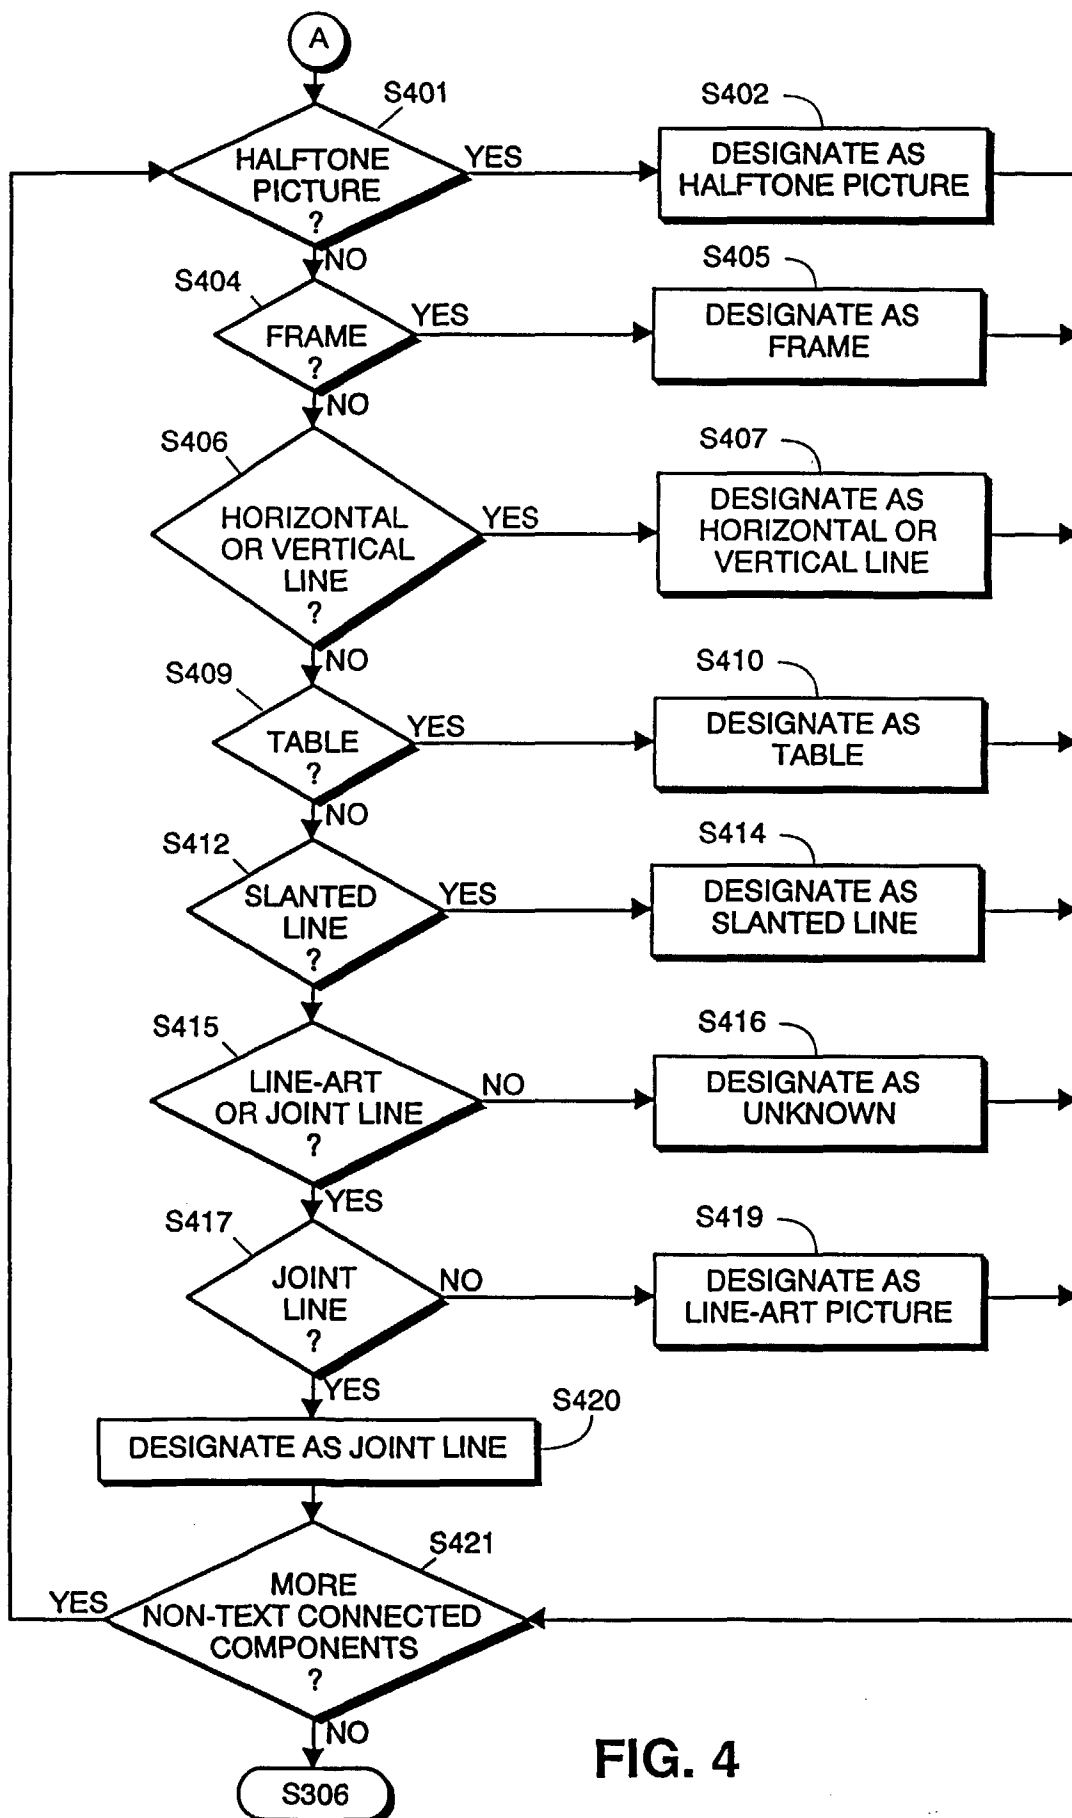 A
S401
HALFTONE
PICTURE
?
YES
S402
DESIGNATE AS
HALFTONE PICTURE
NO
S404
FRAME
?
YES
S405
DESIGNATE AS
FRAME
NO
S406
HORIZONTAL
OR VERTICAL
LINE
?
YES
S407
DESIGNATE AS
HORIZONTAL OR
VERTICAL LINE
NO
S409
TABLE
?
YES
S410
DESIGNATE AS
TABLE
NO
S412
SLANTED
LINE
?
YES
S414
DESIGNATE AS
SLANTED LINE
S415
LINE-ART
OR JOINT LINE
?
NO
S416
DESIGNATE AS
UNKNOWN
YES
S417
JOINT
LINE
?
NO
S419
DESIGNATE AS
LINE-ART PICTURE
YES
S420
DESIGNATE AS JOINT LINE
S421
MORE
NON-TEXT CONNECTED
COMPONENTS
?
YES
NO
S306
FIG. 4